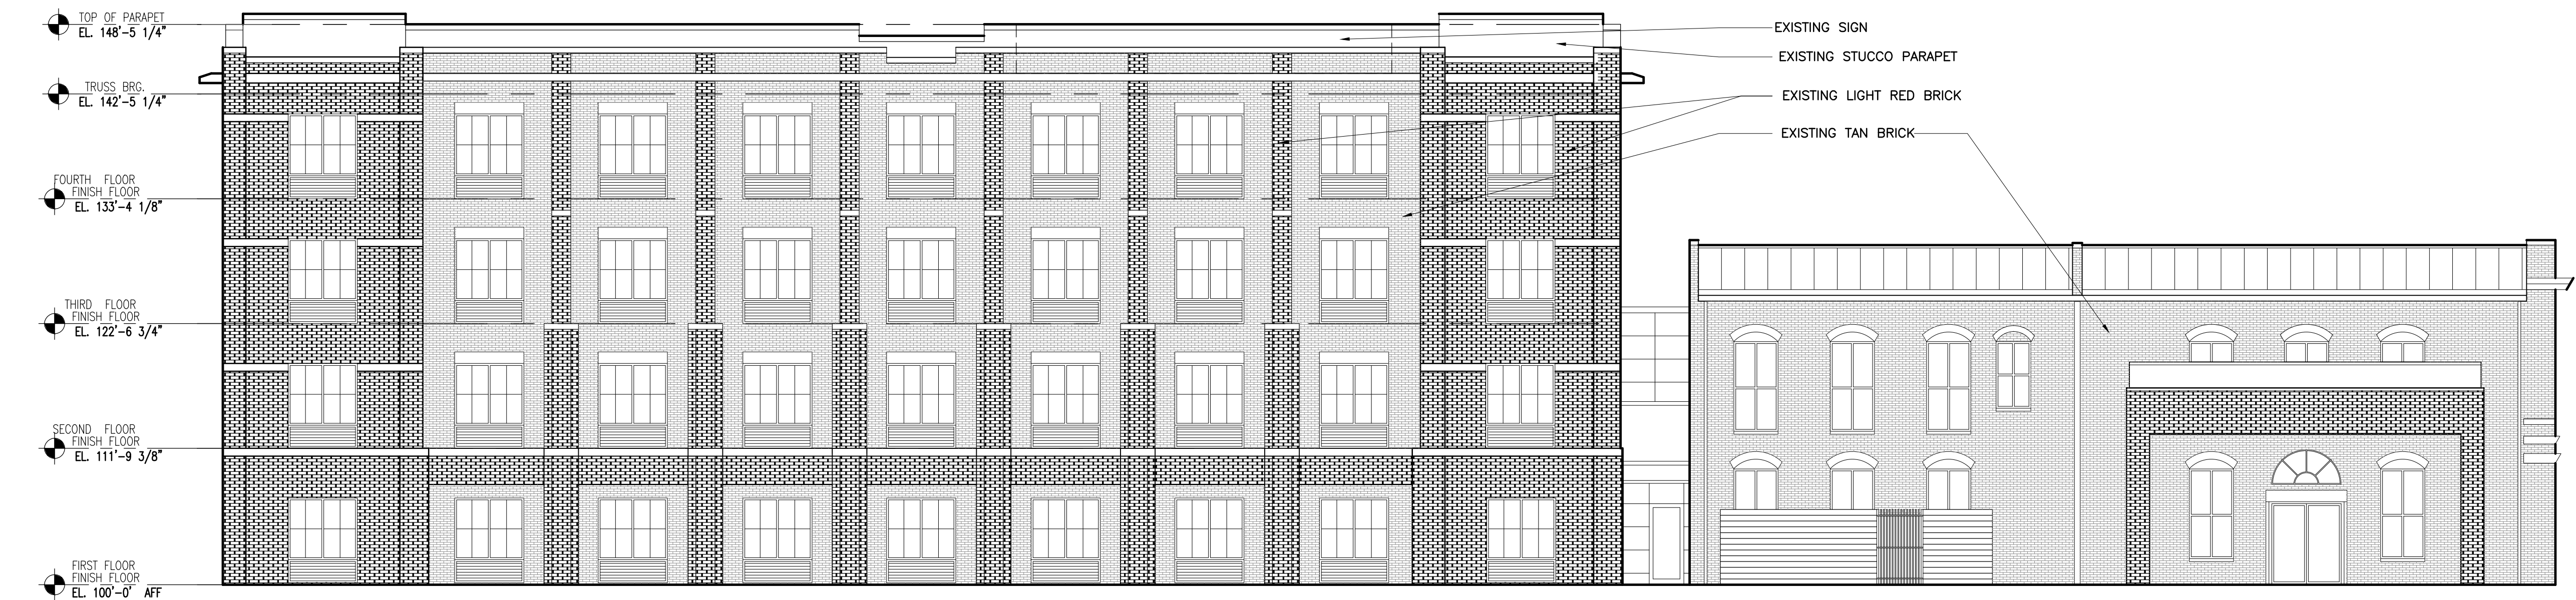 TOP OF PARAPET
EL. 148'-5 1/4"
TRUSS BRG.
EL. 142'-5 1/4"
FOURTH FLOOR
FINISH FLOOR
EL. 133'-4 1/8"
THIRD FLOOR
FINISH FLOOR
EL. 122'-6 3/4"
SECOND FLOOR
FINISH FLOOR
EL. 111'-9 3/8"
FIRST FLOOR
FINISH FLOOR
EL. 100'-0' AFF
EXISTING SIGN
EXISTING STUCCO PARAPET
EXISTING LIGHT RED BRICK
EXISTING TAN BRICK